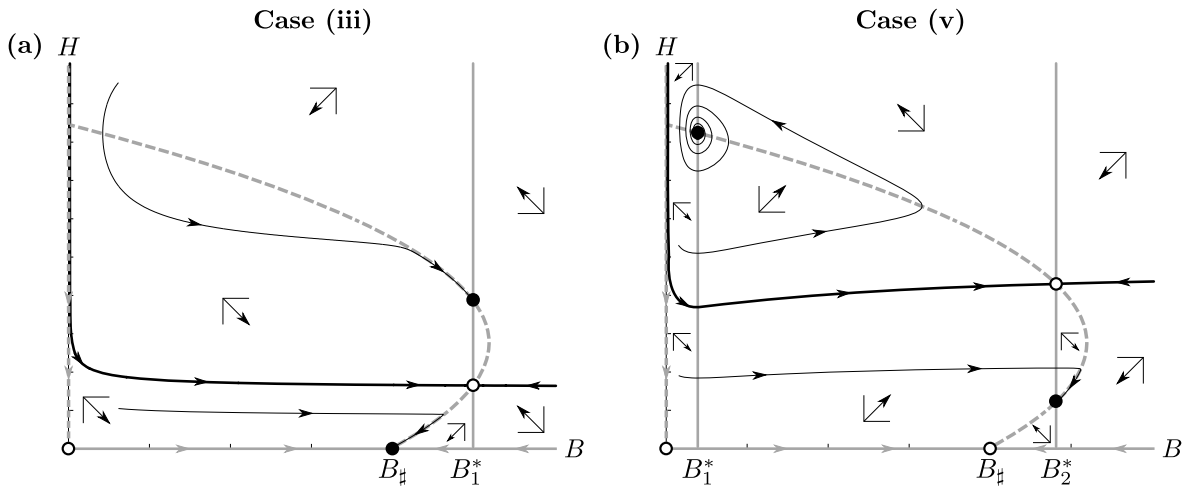 Case (iii)
(a)
H
B
B♯
B₁*
Case (v)
(b)
H
B
B₁*
B♯
B₂*